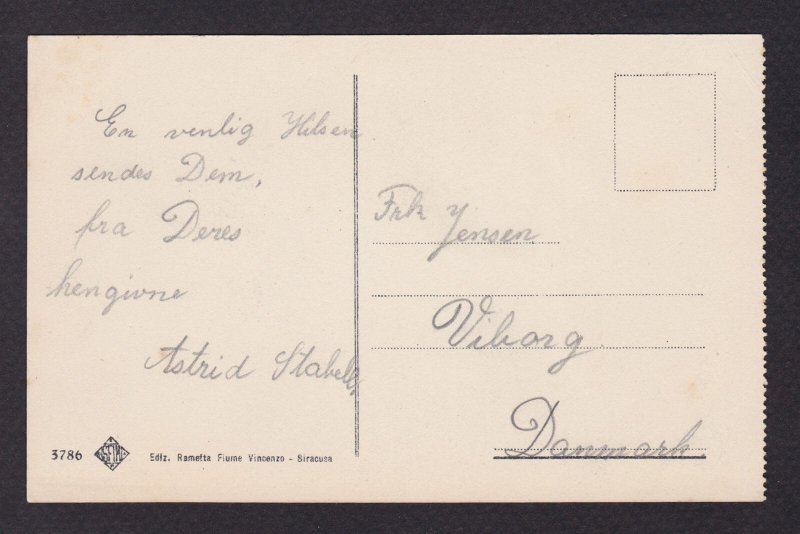 En venlig Hilsen
sendes Dem,
fra Deres
hengivne
Astrid Stabell.
3786
Ediz. Rametta Fiume Vincenzo - Siracusa
Frk Jensen
Viborg.
Danmark.